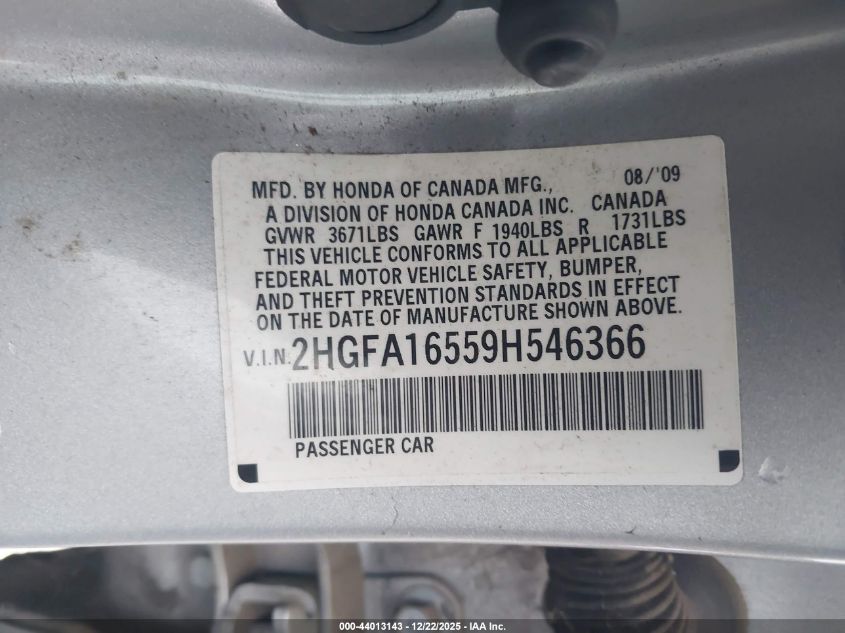 MFD. BY HONDA OF CANADA MFG., 08/'09
A DIVISION OF HONDA CANADA INC. CANADA
GVWR 3671LBS GAWR F 1940LBS R 1731LBS
THIS VEHICLE CONFORMS TO ALL APPLICABLE
FEDERAL MOTOR VEHICLE SAFETY, BUMPER,
AND THEFT PREVENTION STANDARDS IN EFFECT
ON THE DATE OF MANUFACTURE SHOWN ABOVE.
V.I.N. 2HGFA16559H546366
PASSENGER CAR
000-44013143 - 12/22/2025 - IAA Inc.